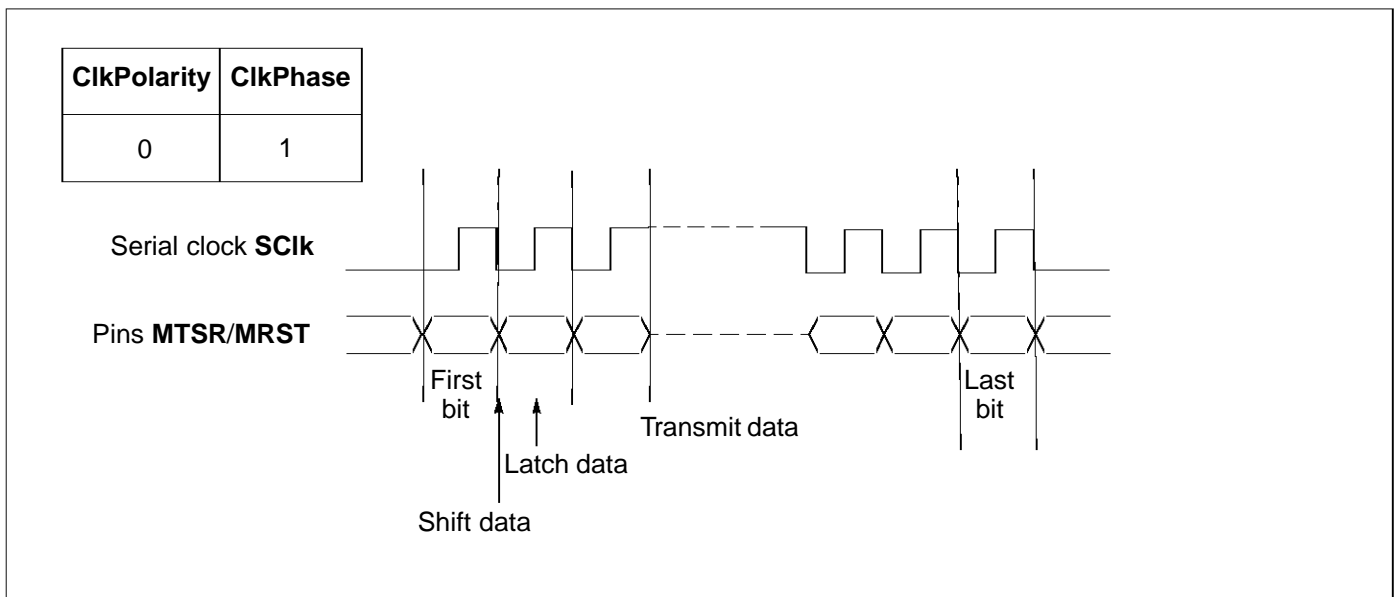 ClkPolarity ClkPhase
0 1
Serial clock SClk
Pins MTSR/MRST
First
bit
Last
bit
Transmit data
Latch data
Shift data